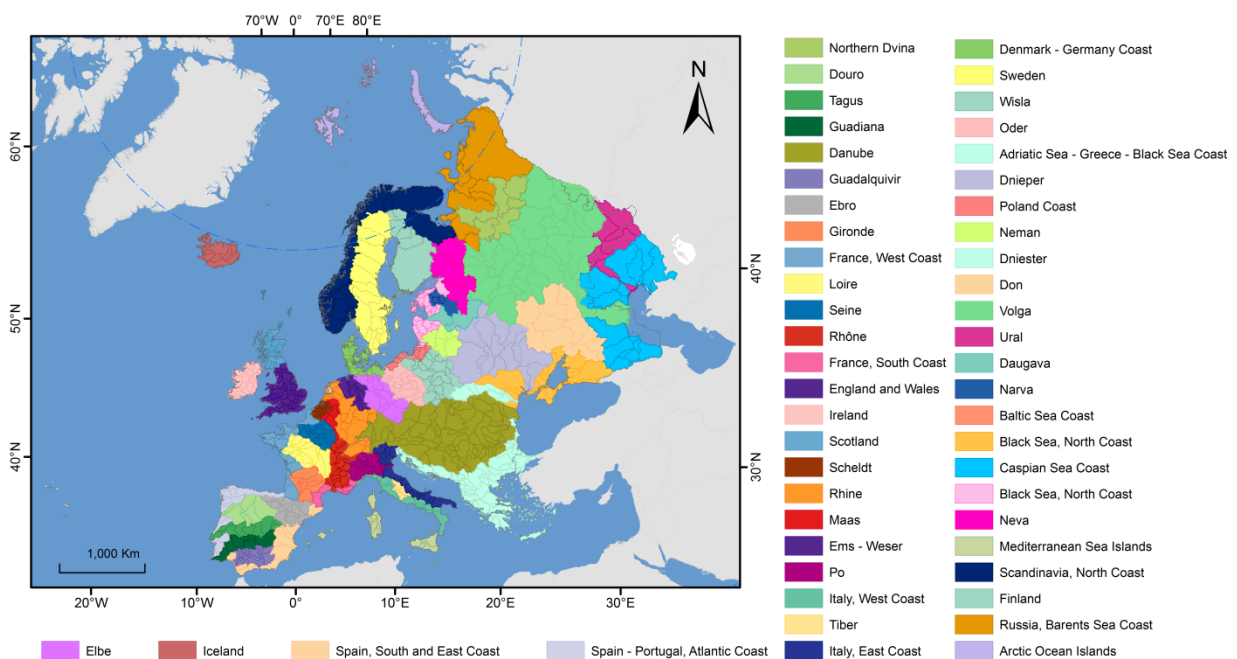 70°W 0° 70°E 80°E
N
60°N
50°N
40°N
40°N
30°N
1,000 Km
20°W 10°W 0° 10°E 20°E 30°E
Northern Dvina
Douro
Tagus
Guadiana
Danube
Guadalquivir
Ebro
Gironde
France, West Coast
Loire
Seine
Rhône
France, South Coast
England and Wales
Ireland
Scotland
Scheldt
Rhine
Maas
Ems - Weser
Po
Italy, West Coast
Tiber
Italy, East Coast
Denmark - Germany Coast
Sweden
Wisla
Oder
Adriatic Sea - Greece - Black Sea Coast
Dnieper
Poland Coast
Neman
Dniester
Don
Volga
Ural
Daugava
Narva
Baltic Sea Coast
Black Sea, North Coast
Caspian Sea Coast
Black Sea, North Coast
Neva
Mediterranean Sea Islands
Scandinavia, North Coast
Finland
Russia, Barents Sea Coast
Arctic Ocean Islands
Elbe Iceland Spain, South and East Coast Spain - Portugal, Atlantic Coast